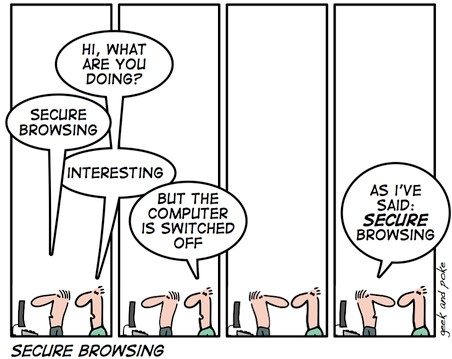 HI, WHAT
ARE YOU
DOING?
SECURE
BROWSING
INTERESTING
BUT THE
COMPUTER
IS SWITCHED
OFF
AS I'VE
SAID:
SECURE
BROWSING
geek and poke
SECURE BROWSING